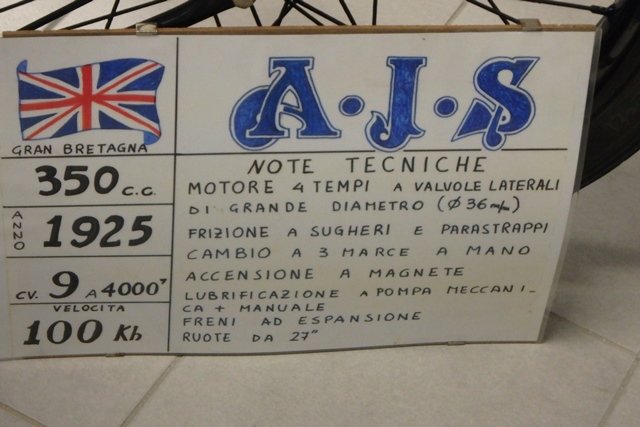 GRAN BRETAGNA
350 c.c.
ANNO 1925
CV. 9 A 4000'
VELOCITA
100 Kh
A·J·S
NOTE TECNICHE
MOTORE 4 TEMPI A VALVOLE LATERALI
DI GRANDE DIAMETRO (Ø 36 m/m)
FRIZIONE A SUGHERI E PARASTRAPPI
CAMBIO A 3 MARCE A MANO
ACCENSIONE A MAGNETE
LUBRIFICAZIONE A POMPA MECCANI_
CA + MANUALE
FRENI AD ESPANSIONE
RUOTE DA 27"